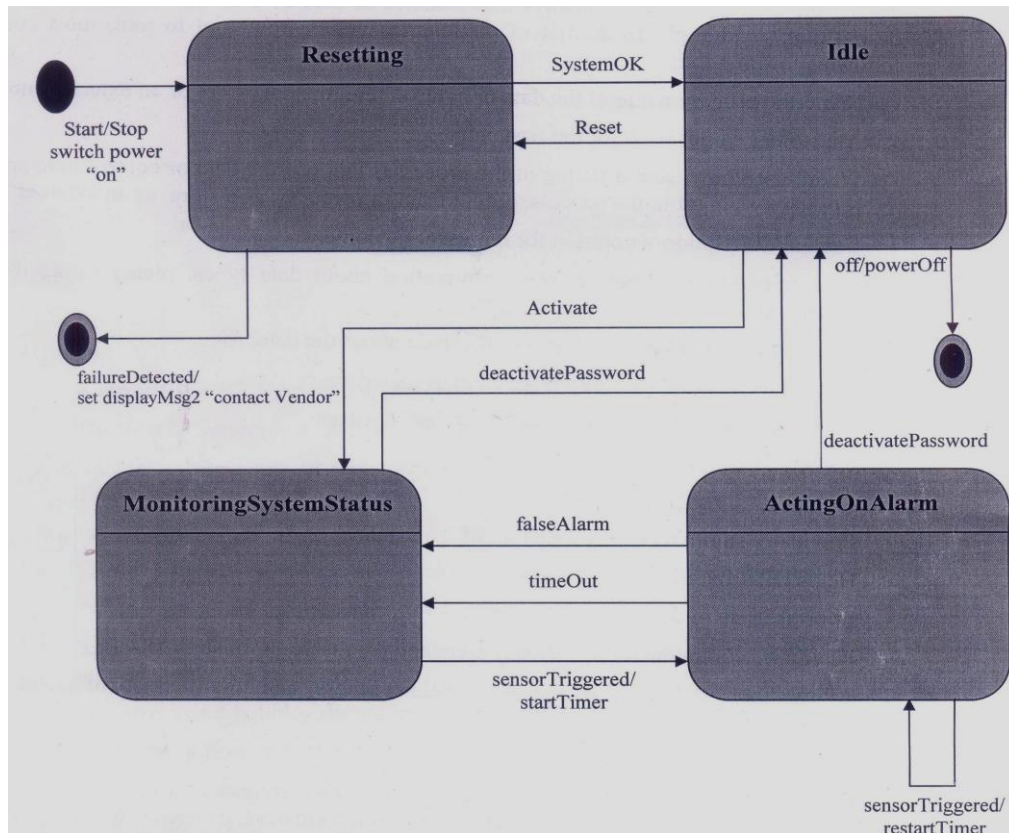 Resetting
Idle
SystemOK
Reset
Start/Stop
switch power
“on”
off/powerOff
Activate
failureDetected/
set displayMsg2 “contact Vendor”
deactivatePassword
deactivatePassword
MonitoringSystemStatus
ActingOnAlarm
falseAlarm
timeOut
sensorTriggered/
startTimer
sensorTriggered/
restartTimer